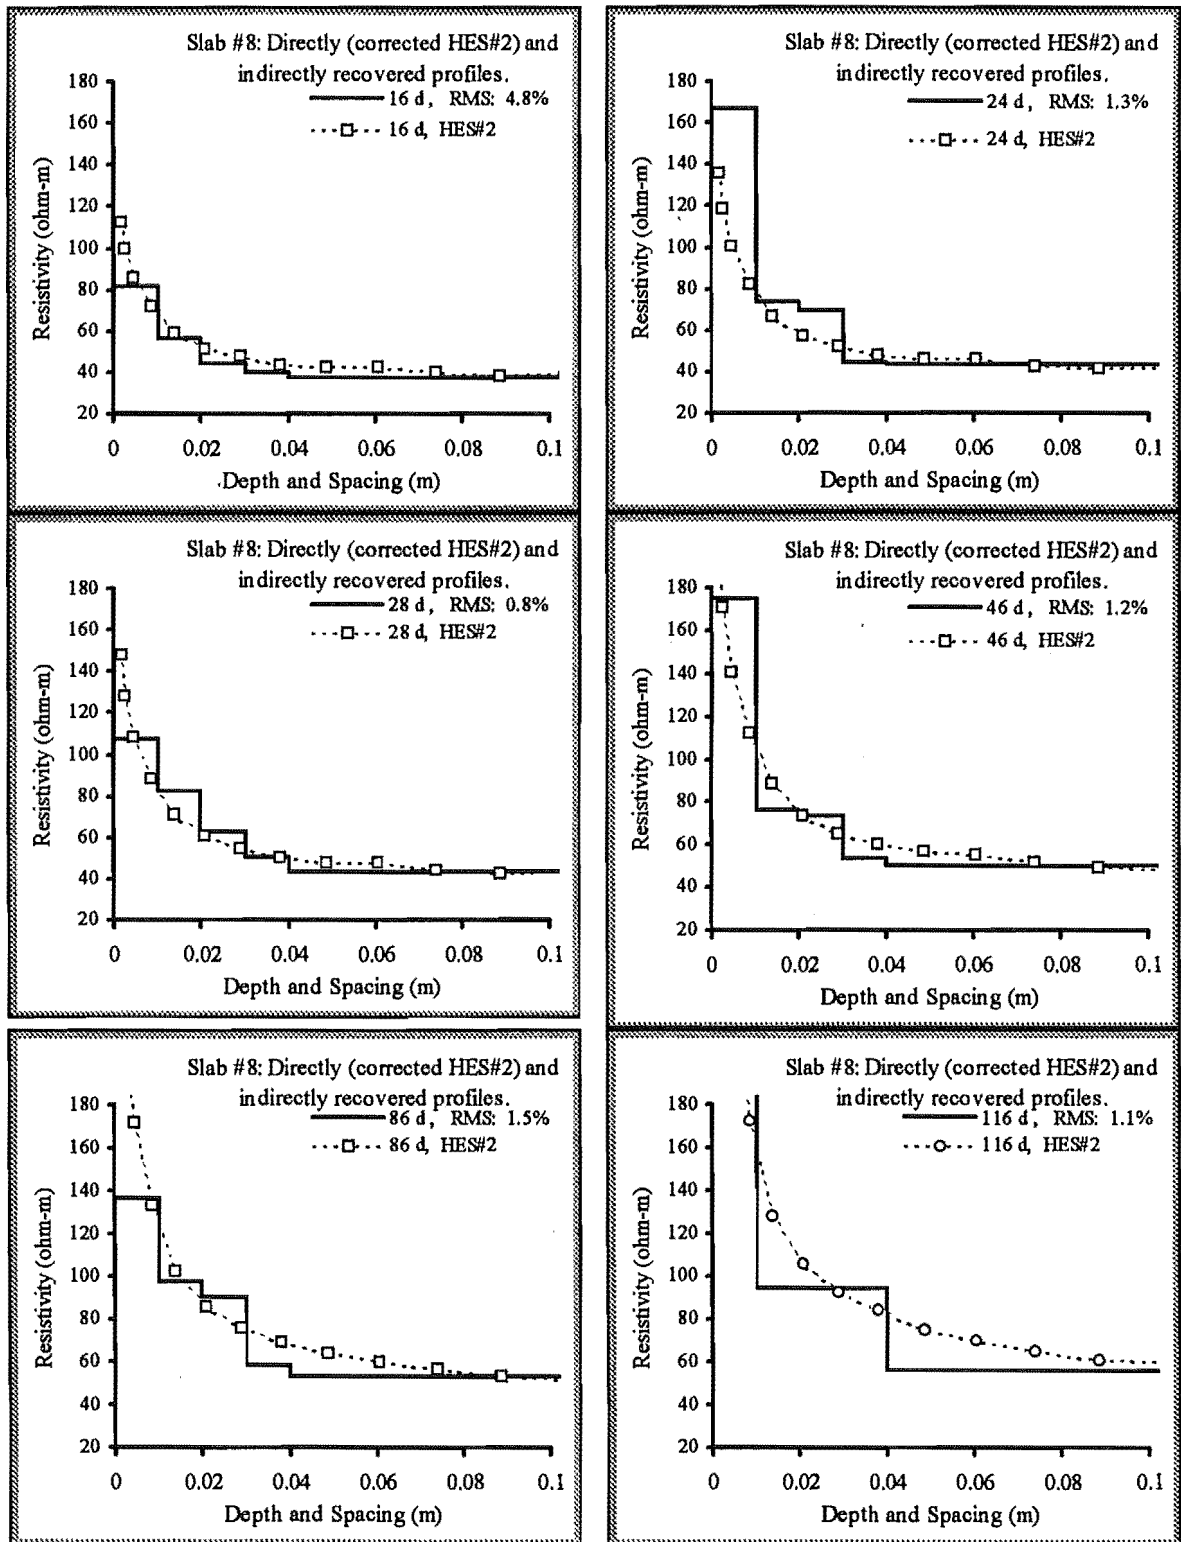 Slab #8: Directly (corrected HES#2) and
indirectly recovered profiles.
16 d, RMS: 4.8%
16 d, HES#2
180
160
140
120
100
80
60
40
20
Resistivity (ohm-m)
0 0.02 0.04 0.06 0.08 0.1
Depth and Spacing (m)
Slab #8: Directly (corrected HES#2) and
indirectly recovered profiles.
24 d, RMS: 1.3%
24 d, HES#2
180
160
140
120
100
80
60
40
20
Resistivity (ohm-m)
0 0.02 0.04 0.06 0.08 0.1
Depth and Spacing (m)
Slab #8: Directly (corrected HES#2) and
indirectly recovered profiles.
28 d, RMS: 0.8%
28 d, HES#2
180
160
140
120
100
80
60
40
20
Resistivity (ohm-m)
0 0.02 0.04 0.06 0.08 0.1
Depth and Spacing (m)
Slab #8: Directly (corrected HES#2) and
indirectly recovered profiles.
46 d, RMS: 1.2%
46 d, HES#2
180
160
140
120
100
80
60
40
20
Resistivity (ohm-m)
0 0.02 0.04 0.06 0.08 0.1
Depth and Spacing (m)
Slab #8: Directly (corrected HES#2) and
indirectly recovered profiles.
86 d, RMS: 1.5%
86 d, HES#2
180
160
140
120
100
80
60
40
20
Resistivity (ohm-m)
0 0.02 0.04 0.06 0.08 0.1
Depth and Spacing (m)
Slab #8: Directly (corrected HES#2) and
indirectly recovered profiles.
116 d, RMS: 1.1%
116 d, HES#2
180
160
140
120
100
80
60
40
20
Resistivity (ohm-m)
0 0.02 0.04 0.06 0.08 0.1
Depth and Spacing (m)